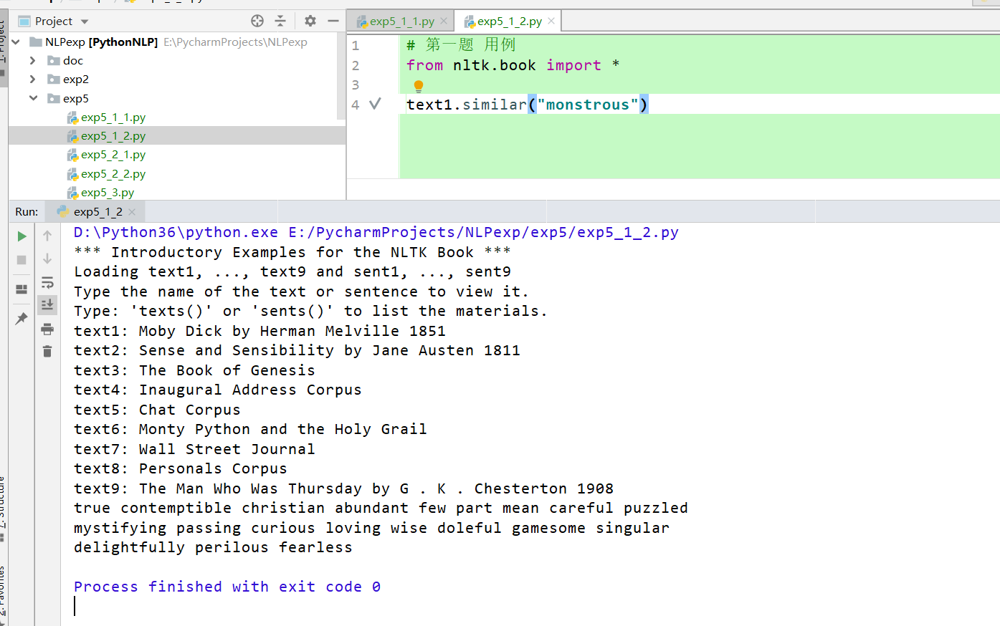 Project
exp5_1_1.py
exp5_1_2.py
NLPexp [PythonNLP] E:\PycharmProjects\NLPexp
doc
exp2
exp5
exp5_1_1.py
exp5_1_2.py
exp5_2_1.py
exp5_2_2.py
exp5_3.py
1 # 第一题 用例
2 from nltk.book import *
3
4 text1.similar("monstrous")
Run: exp5_1_2
D:\Python36\python.exe E:/PycharmProjects/NLPexp/exp5/exp5_1_2.py
*** Introductory Examples for the NLTK Book ***
Loading text1, ..., text9 and sent1, ..., sent9
Type the name of the text or sentence to view it.
Type: 'texts()' or 'sents()' to list the materials.
text1: Moby Dick by Herman Melville 1851
text2: Sense and Sensibility by Jane Austen 1811
text3: The Book of Genesis
text4: Inaugural Address Corpus
text5: Chat Corpus
text6: Monty Python and the Holy Grail
text7: Wall Street Journal
text8: Personals Corpus
text9: The Man Who Was Thursday by G . K . Chesterton 1908
true contemptible christian abundant few part mean careful puzzled
mystifying passing curious loving wise doleful gamesome singular
delightfully perilous fearless
Process finished with exit code 0